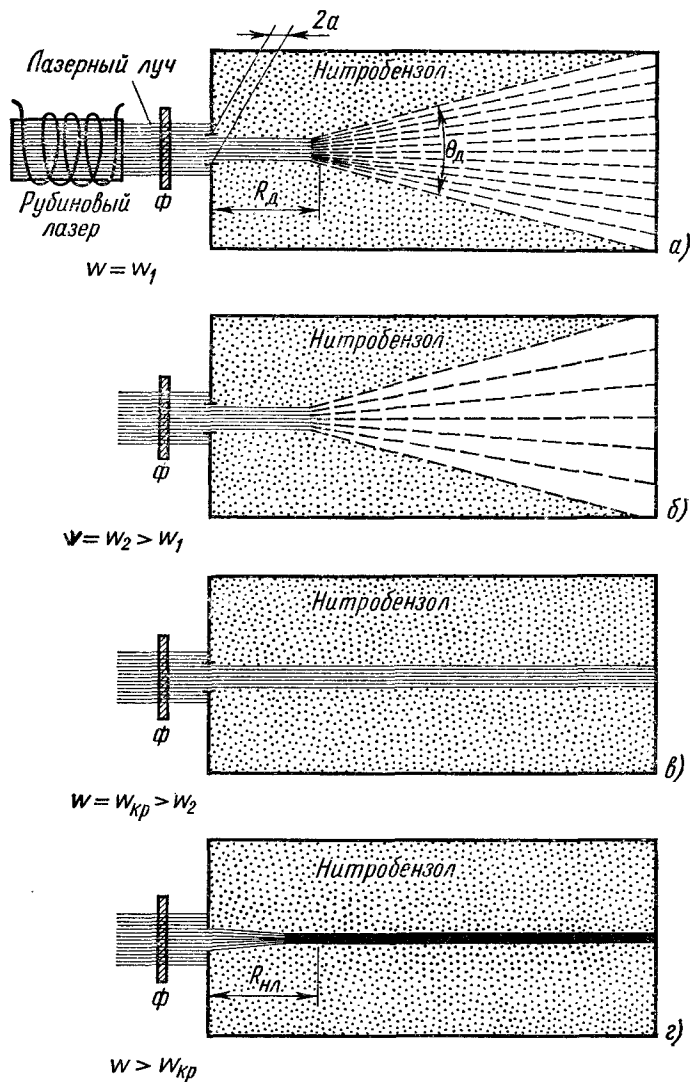 2a
Лазерный луч
Нитробензол
θд
Rд
Рубиновый
лазер
Ф
а)
w = w1
Нитробензол
Ф
б)
w = w2 > w1
Нитробензол
Ф
в)
w = wкр > w2
Нитробензол
Rнл
Ф
г)
w > wкр